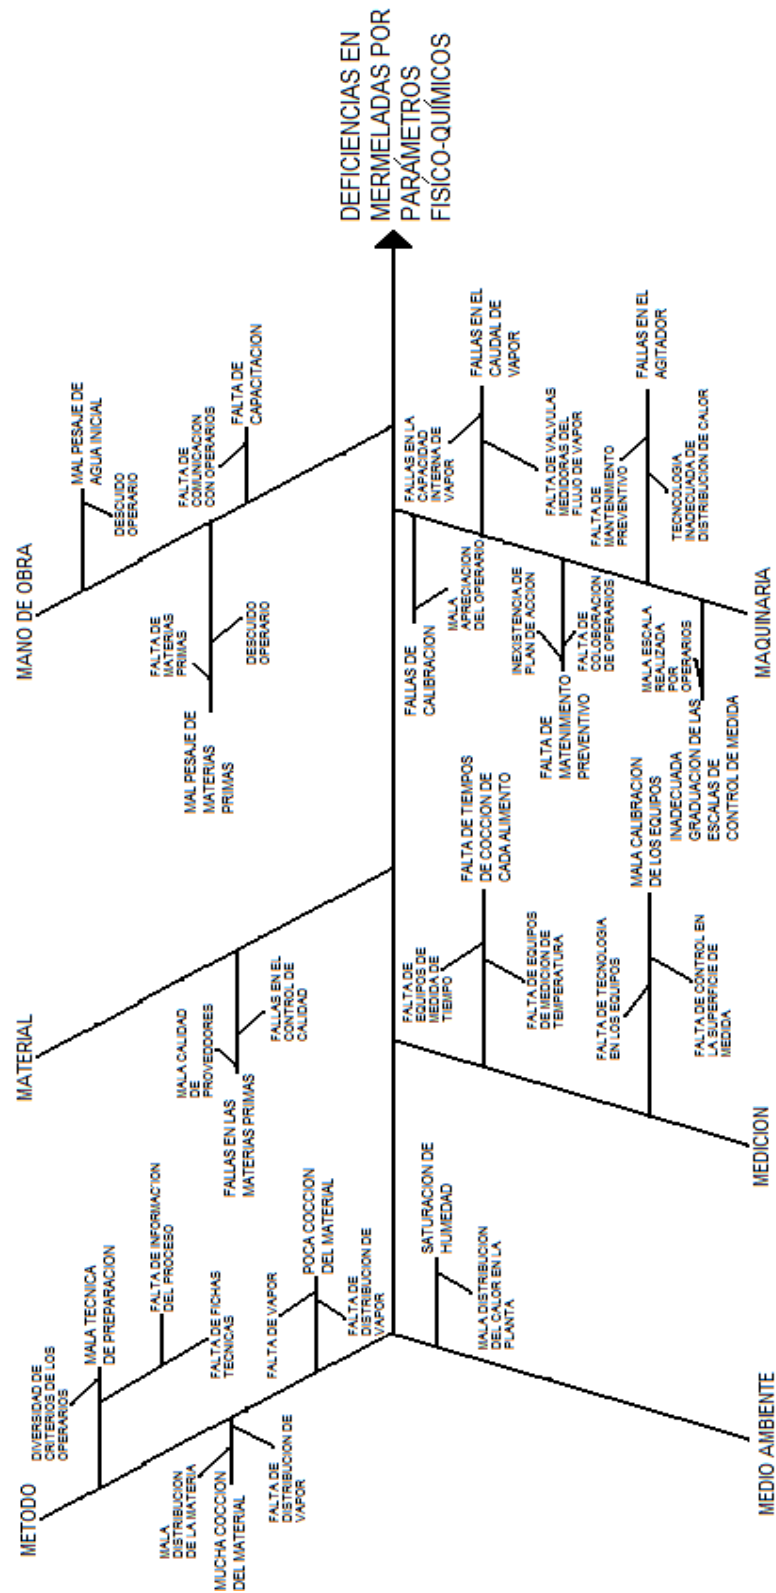 METODO
DIVERSIDAD DE
CRITERIOS DE LOS
OPERARIOS
MALA TECNICA
DE PREPARACION
FALTA DE INFORMACION
DEL PROCESO
FALTA DE FICHAS
TECNICAS
MALA
DISTRIBUCION
DE LA MATERIA
MUCHA COCCION
DEL MATERIAL
FALTA DE
DISTRIBUCION DE
VAPOR
FALTA DE VAPOR
POCA COCCION
DEL MATERIAL
FALTA DE
DISTRIBUCION DE
VAPOR
MATERIAL
MALA CALIDAD
DE
PROVEDDORES
FALLAS EN LAS
MATERIAS PRIMAS
FALLAS EN EL
CONTROL DE
CALIDAD
MANO DE OBRA
MAL PESAJE DE
AGUA INICIAL
DESCUIDO
OPERARIO
FALTA DE
MATERIAS
PRIMAS
MAL PESAJE DE
MATERIAS
PRIMAS
DESCUIDO
OPERARIO
FALTA DE
COMUNICACION
CON OPERARIOS
FALTA DE
CAPACITACION
DEFICIENCIAS EN
MERMELADAS POR
PARÁMETROS
FISÍCO-QUÍMICOS
SATURACION DE
HUMEDAD
MALA DISTRIBUCION
DEL CALOR EN LA
PLANTA
MEDIO AMBIENTE
FALTA DE
EQUIPOS DE
MEDIDA DE
TIEMPO
FALTA DE TIEMPOS
DE COCCION DE
CADA ALIMENTO
FALTA DE EQUIPOS
DE MEDICION DE
TEMPERATURA
FALTA DE TECNOLOGIA
EN LOS EQUIPOS
MALA CALIBRACION
DE LOS EQUIPOS
FALTA DE CONTROL EN
LA SUPERFICIE DE
MEDIDA
MEDICION
FALLAS DE
CALIBRACION
MALA
APRECIACION
DEL OPERARIO
FALLAS EN LA
CAPACIDAD
INTERNA DE
VAPOR
FALLAS EN EL
CAUDAL DE
VAPOR
FALTA DE VALVULAS
MEDIDORAS DEL
FLUJO DE VAPOR
INEXISTENCIA DE
PLAN DE ACCION
FALTA DE
MATENIMIENTO
PREVENTIVO
FALTA DE
COLOBORACION
DE OPERARIOS
FALTA DE
MANTENIMIENTO
PREVENTIVO
FALLAS EN EL
AGITADOR
TECNCOLOGIA
INADECUADA DE
DISTRIBUCION DE CALOR
MALA ESCALA
REALIZADA
POR
OPERARIOS
INADECUADA
GRADUACION DE LAS
ESCALAS DE
CONTROL DE MEDIDA
MAQUINARIA